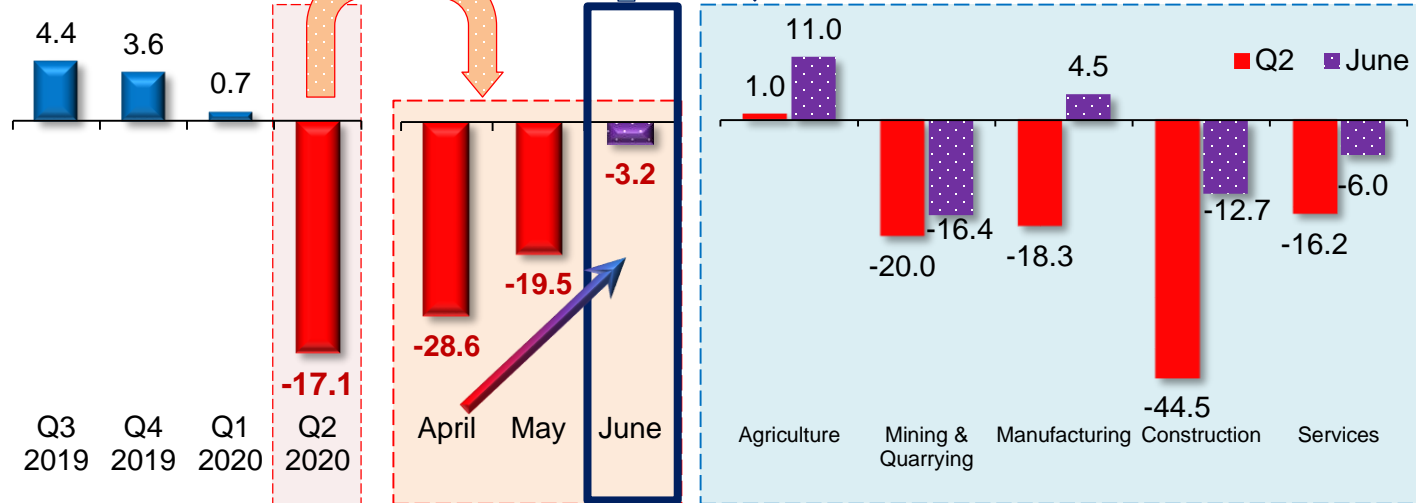 4.4
3.6
0.7
-17.1
Q3
2019
Q4
2019
Q1
2020
Q2
2020
-28.6
-19.5
-3.2
April
May
June
Q2
June
1.0
11.0
-20.0
-16.4
-18.3
4.5
-44.5
-12.7
-16.2
-6.0
Agriculture
Mining &
Quarrying
Manufacturing
Construction
Services